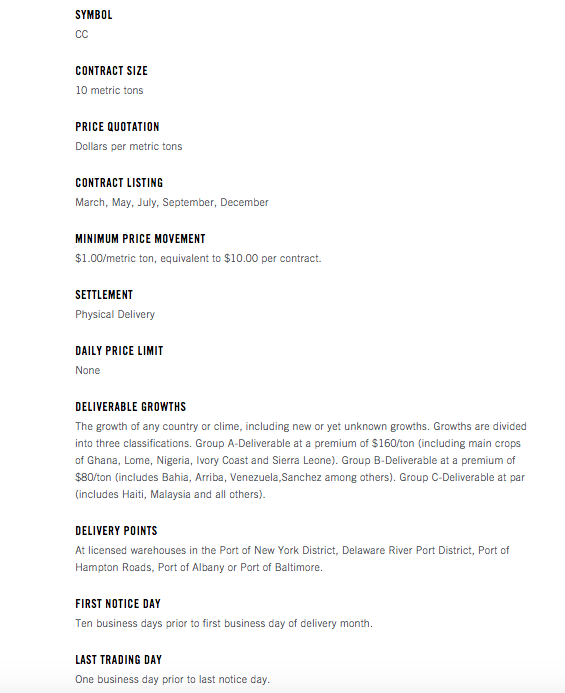 SYMBOL
CC
CONTRACT SIZE
10 metric tons
PRICE QUOTATION
Dollars per metric tons
CONTRACT LISTING
March, May, July, September, December
MINIMUM PRICE MOVEMENT
$1.00/metric ton, equivalent to $10.00 per contract.
SETTLEMENT
Physical Delivery
DAILY PRICE LIMIT
None
DELIVERABLE GROWTHS
The growth of any country or clime, including new or yet unknown growths. Growths are divided
into three classifications. Group A-Deliverable at a premium of $160/ton (including main crops
of Ghana, Lome, Nigeria, Ivory Coast and Sierra Leone). Group B-Deliverable at a premium of
$80/ton (includes Bahia, Arriba, Venezuela,Sanchez among others). Group C-Deliverable at par
(includes Haiti, Malaysia and all others).
DELIVERY POINTS
At licensed warehouses in the Port of New York District, Delaware River Port District, Port of
Hampton Roads, Port of Albany or Port of Baltimore.
FIRST NOTICE DAY
Ten business days prior to first business day of delivery month.
LAST TRADING DAY
One business day prior to last notice day.